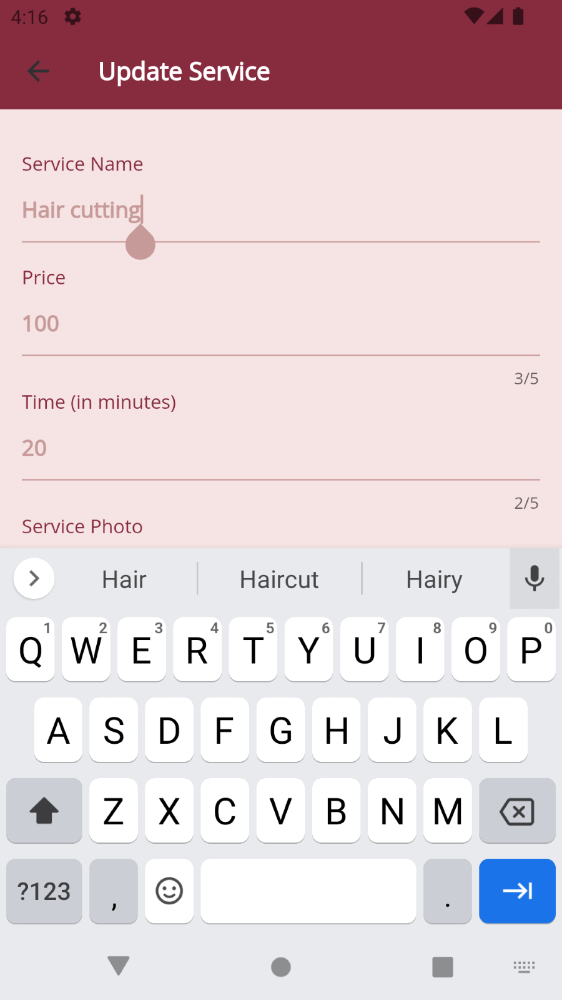 4:16
Update Service
Service Name
Hair cutting
Price
100
3/5
Time (in minutes)
20
2/5
Service Photo
Hair Haircut Hairy
1 2 3 4 5 6 7 8 9 0
Q W E R T Y U I O P
A S D F G H J K L
Z X C V B N M
?123 , .